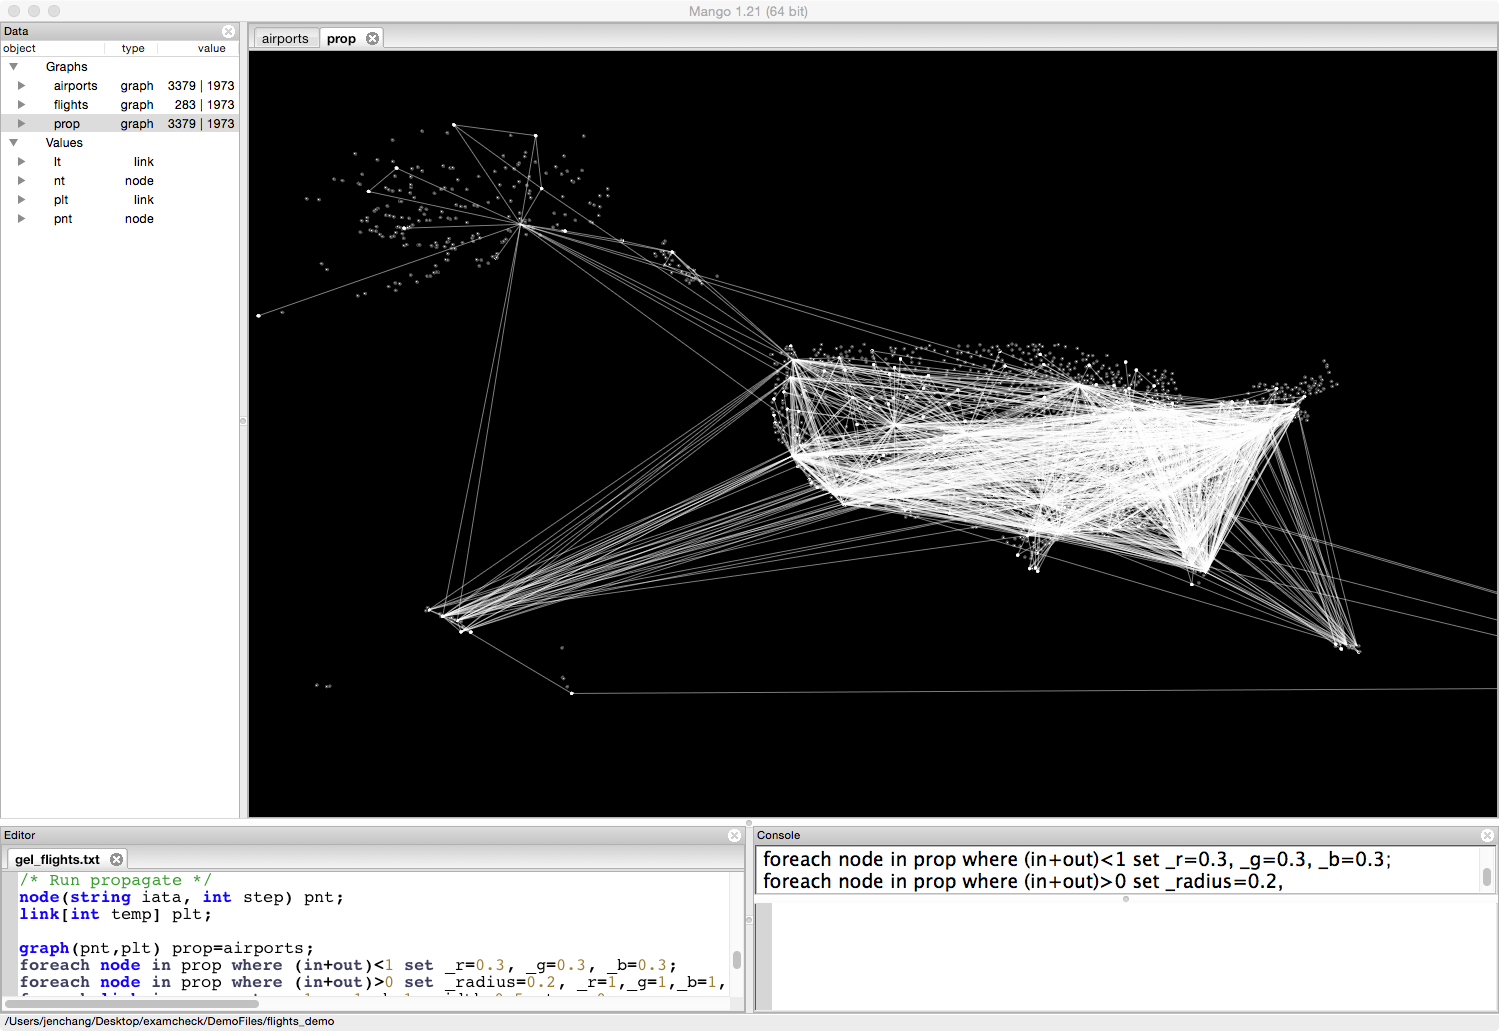 Mango 1.21 (64 bit)
Data
object type value
Graphs
airports graph 3379 | 1973
flights graph 283 | 1973
prop graph 3379 | 1973
Values
lt link
nt node
plt link
pnt node
airports prop
Editor
gel_flights.txt
/* Run propagate */
node(string iata, int step) pnt;
link[int temp] plt;
graph(pnt,plt) prop=airports;
foreach node in prop where (in+out)<1 set _r=0.3, _g=0.3, _b=0.3;
foreach node in prop where (in+out)>0 set _radius=0.2, _r=1,_g=1,_b=1,
Console
foreach node in prop where (in+out)<1 set _r=0.3, _g=0.3, _b=0.3;
foreach node in prop where (in+out)>0 set _radius=0.2,
/Users/jenchang/Desktop/examcheck/DemoFiles/flights_demo